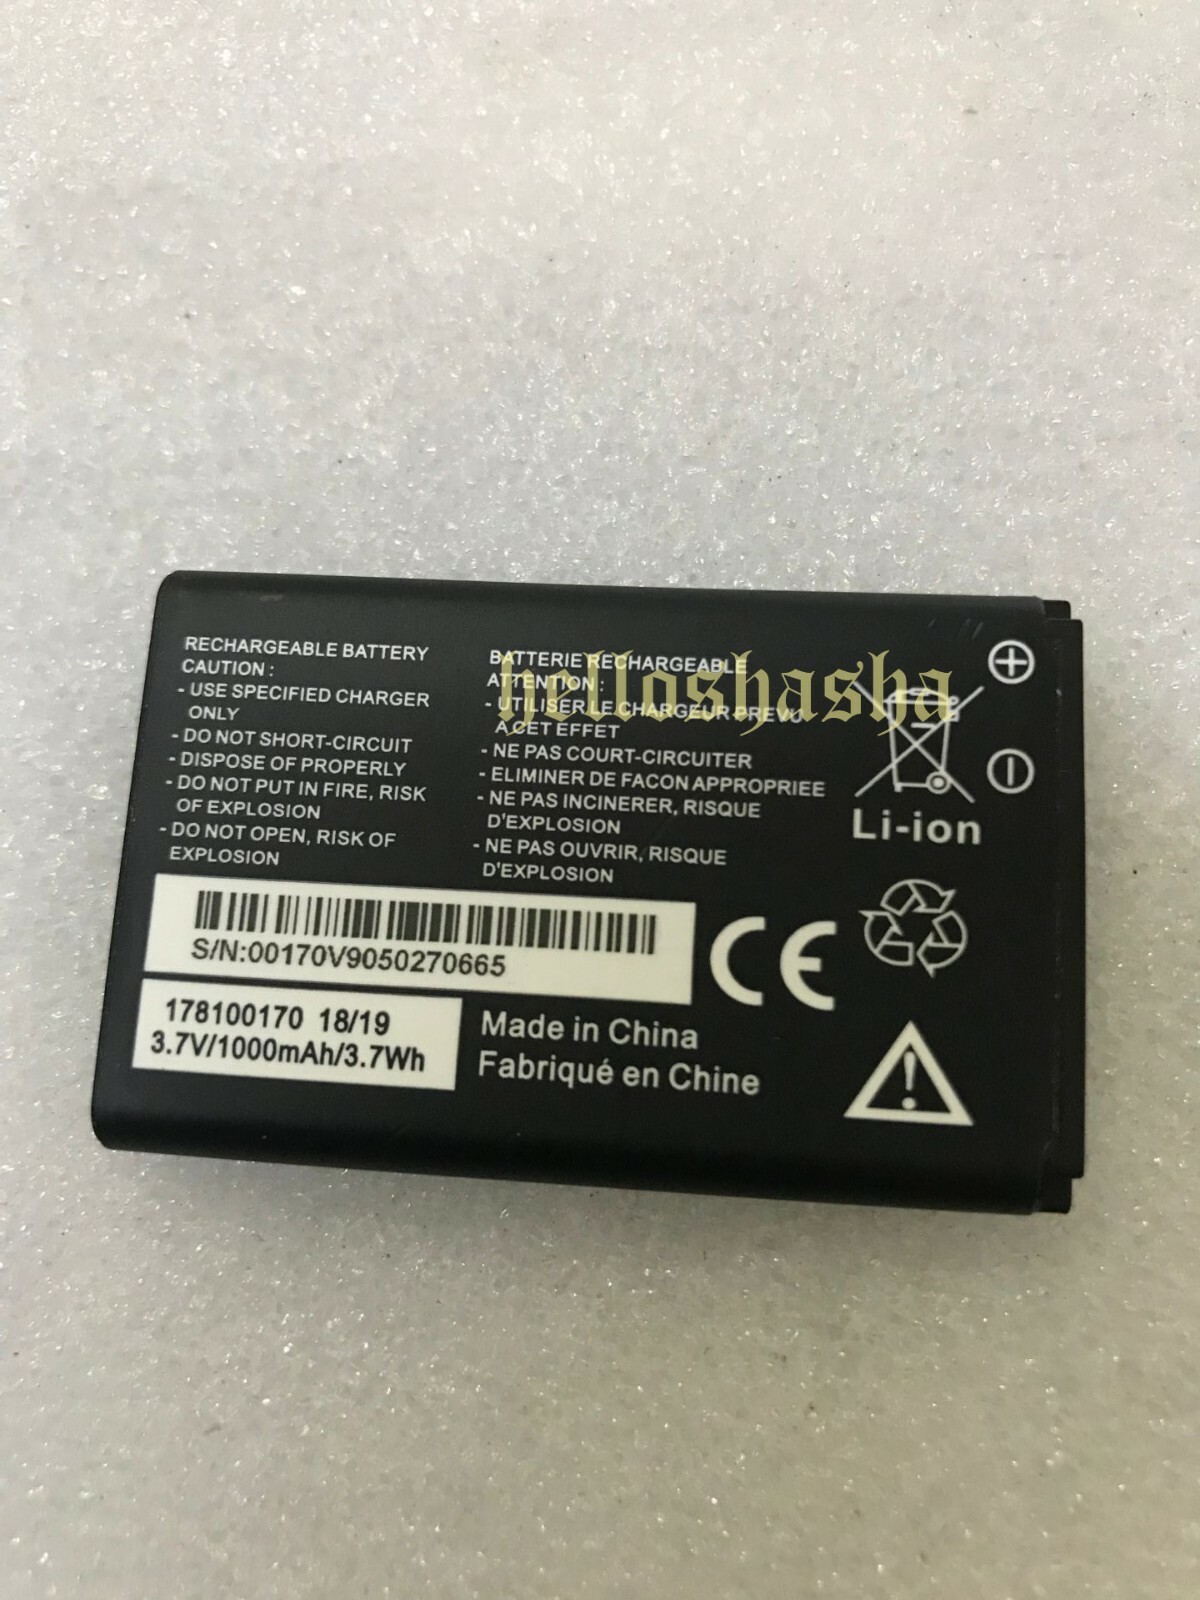 RECHARGEABLE BATTERY
CAUTION :
- USE SPECIFIED CHARGER
ONLY
- DO NOT SHORT-CIRCUIT
- DISPOSE OF PROPERLY
- DO NOT PUT IN FIRE, RISK
OF EXPLOSION
- DO NOT OPEN, RISK OF
EXPLOSION
BATTERIE RECHARGEABLE
ATTENTION :
- UTILISER LE CHARGEUR PREVU
A CET EFFET
- NE PAS COURT-CIRCUITER
- ELIMINER DE FACON APPROPRIEE
- NE PAS INCINERER, RISQUE
D'EXPLOSION
- NE PAS OUVRIR, RISQUE
D'EXPLOSION
helloshasha
Li-ion
S/N:00170V9050270665
CE
178100170 18/19
3.7V/1000mAh/3.7Wh
Made in China
Fabriqué en Chine